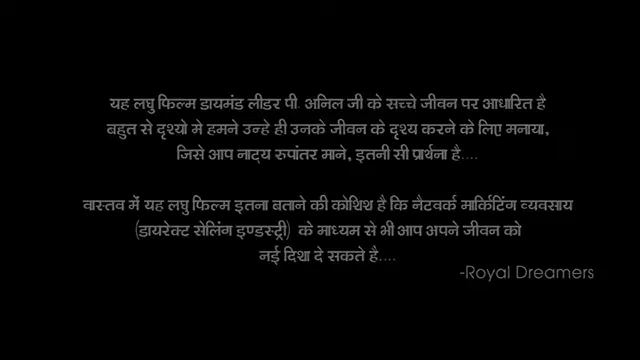 यह लघु फिल्म डायमंड लीडर पी. अनिल जी के सच्चे जीवन पर आधारित है
बहुत से दृश्यो मे हमने उन्हे ही उनके जीवन के दृश्य करने के लिए मनाया,
जिसे आप नाट्य रुपांतर माने, इतनी सी प्रार्थना है....
वास्तव में यह लघु फिल्म इतना बताने की कोशिश है कि नैटवर्क मार्किटिंग व्यवसाय
(डायरेक्ट सेलिंग इण्डस्ट्री) के माध्यम से भी आप अपने जीवन को
नई दिशा दे सकते है....
-Royal Dreamers